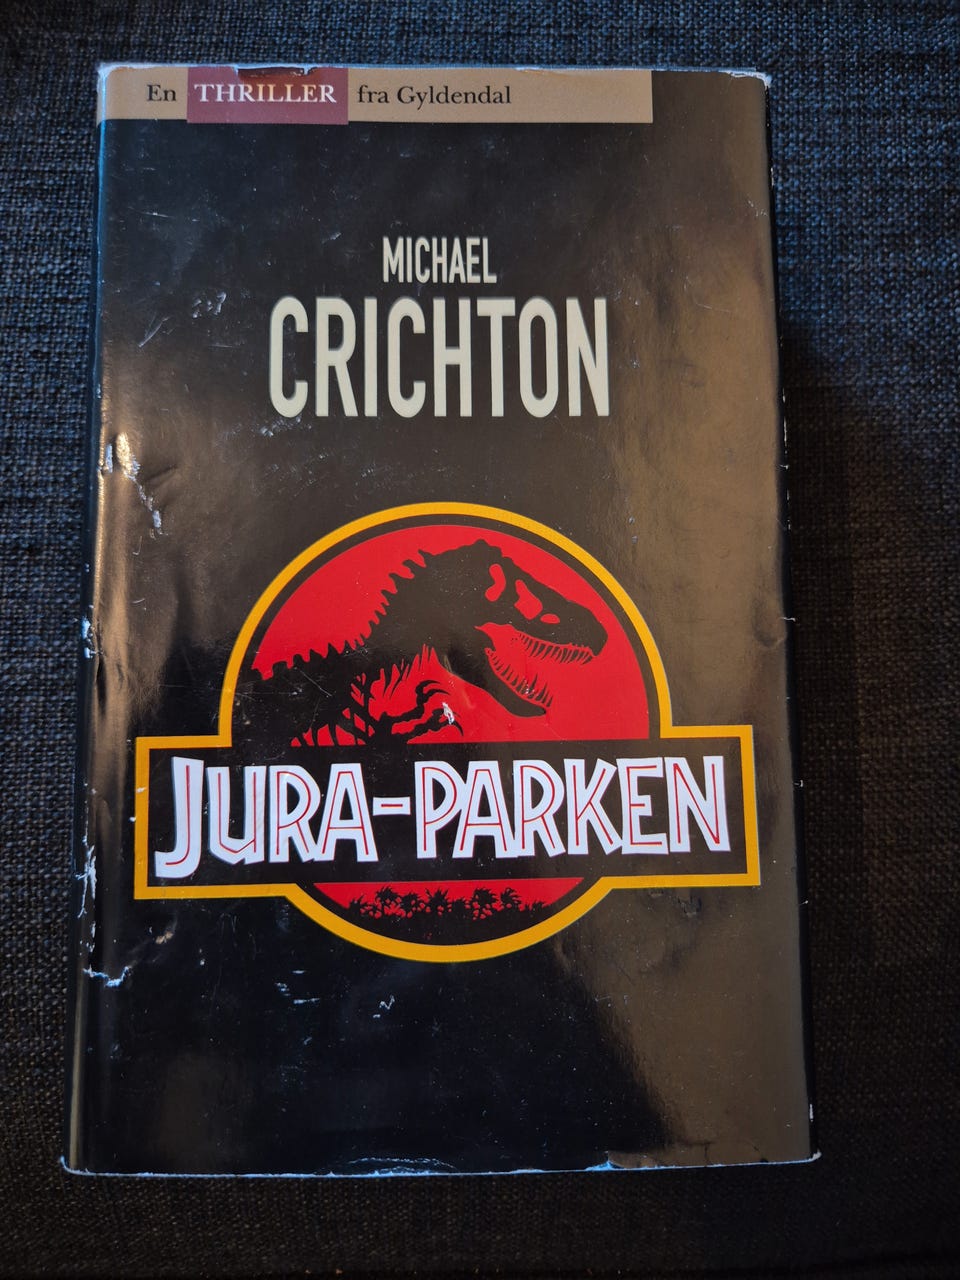 En THRILLER fra Gyldendal
MICHAEL
CRICHTON
JURA-PARKEN